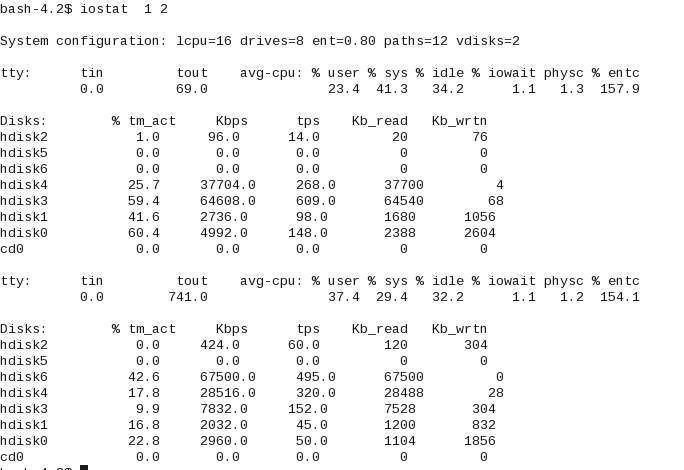 bash-4.2$ iostat  1 2
System configuration: lcpu=16 drives=8 ent=0.80 paths=12 vdisks=2
tty:      tin         tout    avg-cpu: % user % sys % idle % iowait physc % entc
          0.0         69.0               23.4  41.3   34.2      1.1   1.3  157.9
Disks:        % tm_act     Kbps      tps    Kb_read   Kb_wrtn
hdisk2           1.0      96.0      14.0         20        76
hdisk5           0.0       0.0       0.0          0         0
hdisk6           0.0       0.0       0.0          0         0
hdisk4          25.7     37704.0     268.0      37700         4
hdisk3          59.4     64608.0     609.0      64540        68
hdisk1          41.6     2736.0      98.0       1680      1056
hdisk0          60.4     4992.0     148.0       2388      2604
cd0              0.0       0.0       0.0          0         0
tty:      tin         tout    avg-cpu: % user % sys % idle % iowait physc % entc
          0.0        741.0               37.4  29.4   32.2      1.1   1.2  154.1
Disks:        % tm_act     Kbps      tps    Kb_read   Kb_wrtn
hdisk2           0.0     424.0      60.0        120       304
hdisk5           0.0       0.0       0.0          0         0
hdisk6          42.6     67500.0     495.0      67500         0
hdisk4          17.8     28516.0     320.0      28488        28
hdisk3           9.9     7832.0     152.0       7528       304
hdisk1          16.8     2032.0      45.0       1200       832
hdisk0          22.8     2960.0      50.0       1104      1856
cd0              0.0       0.0       0.0          0         0